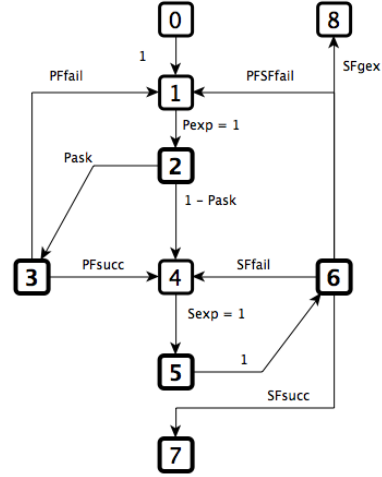 0
8
1
PFfail
PFSFfail
SFgex
1
Pexp = 1
Pask
2
1 - Pask
3
PFsucc
4
SFfail
6
Sexp = 1
5
1
SFsucc
7